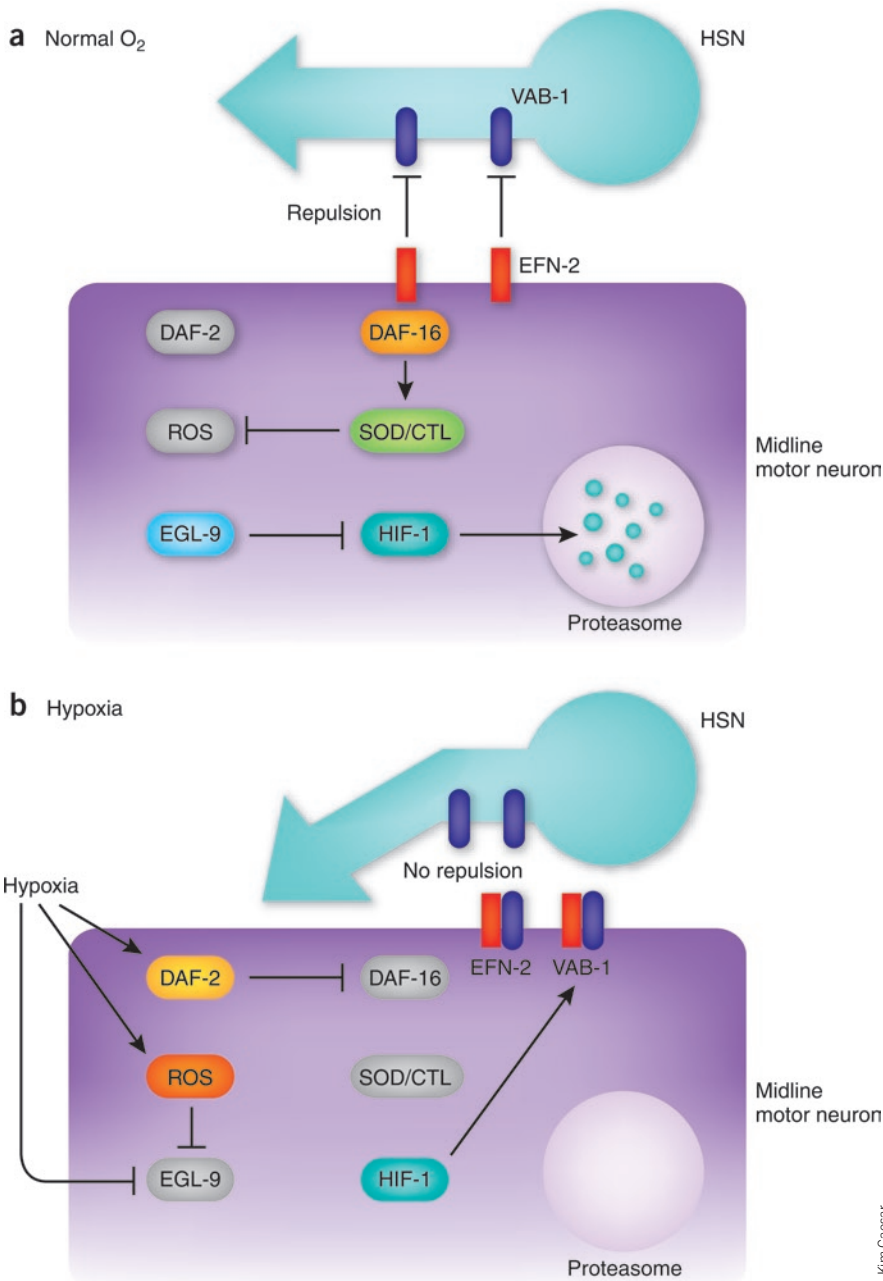 a Normal O₂
HSN
VAB-1
Repulsion
EFN-2
DAF-2
DAF-16
ROS
SOD/CTL
Midline
motor neuron
EGL-9
HIF-1
Proteasome
b Hypoxia
HSN
No repulsion
Hypoxia
DAF-2
DAF-16
EFN-2
VAB-1
ROS
SOD/CTL
Midline
motor neuron
EGL-9
HIF-1
Proteasome
Kim Caesar